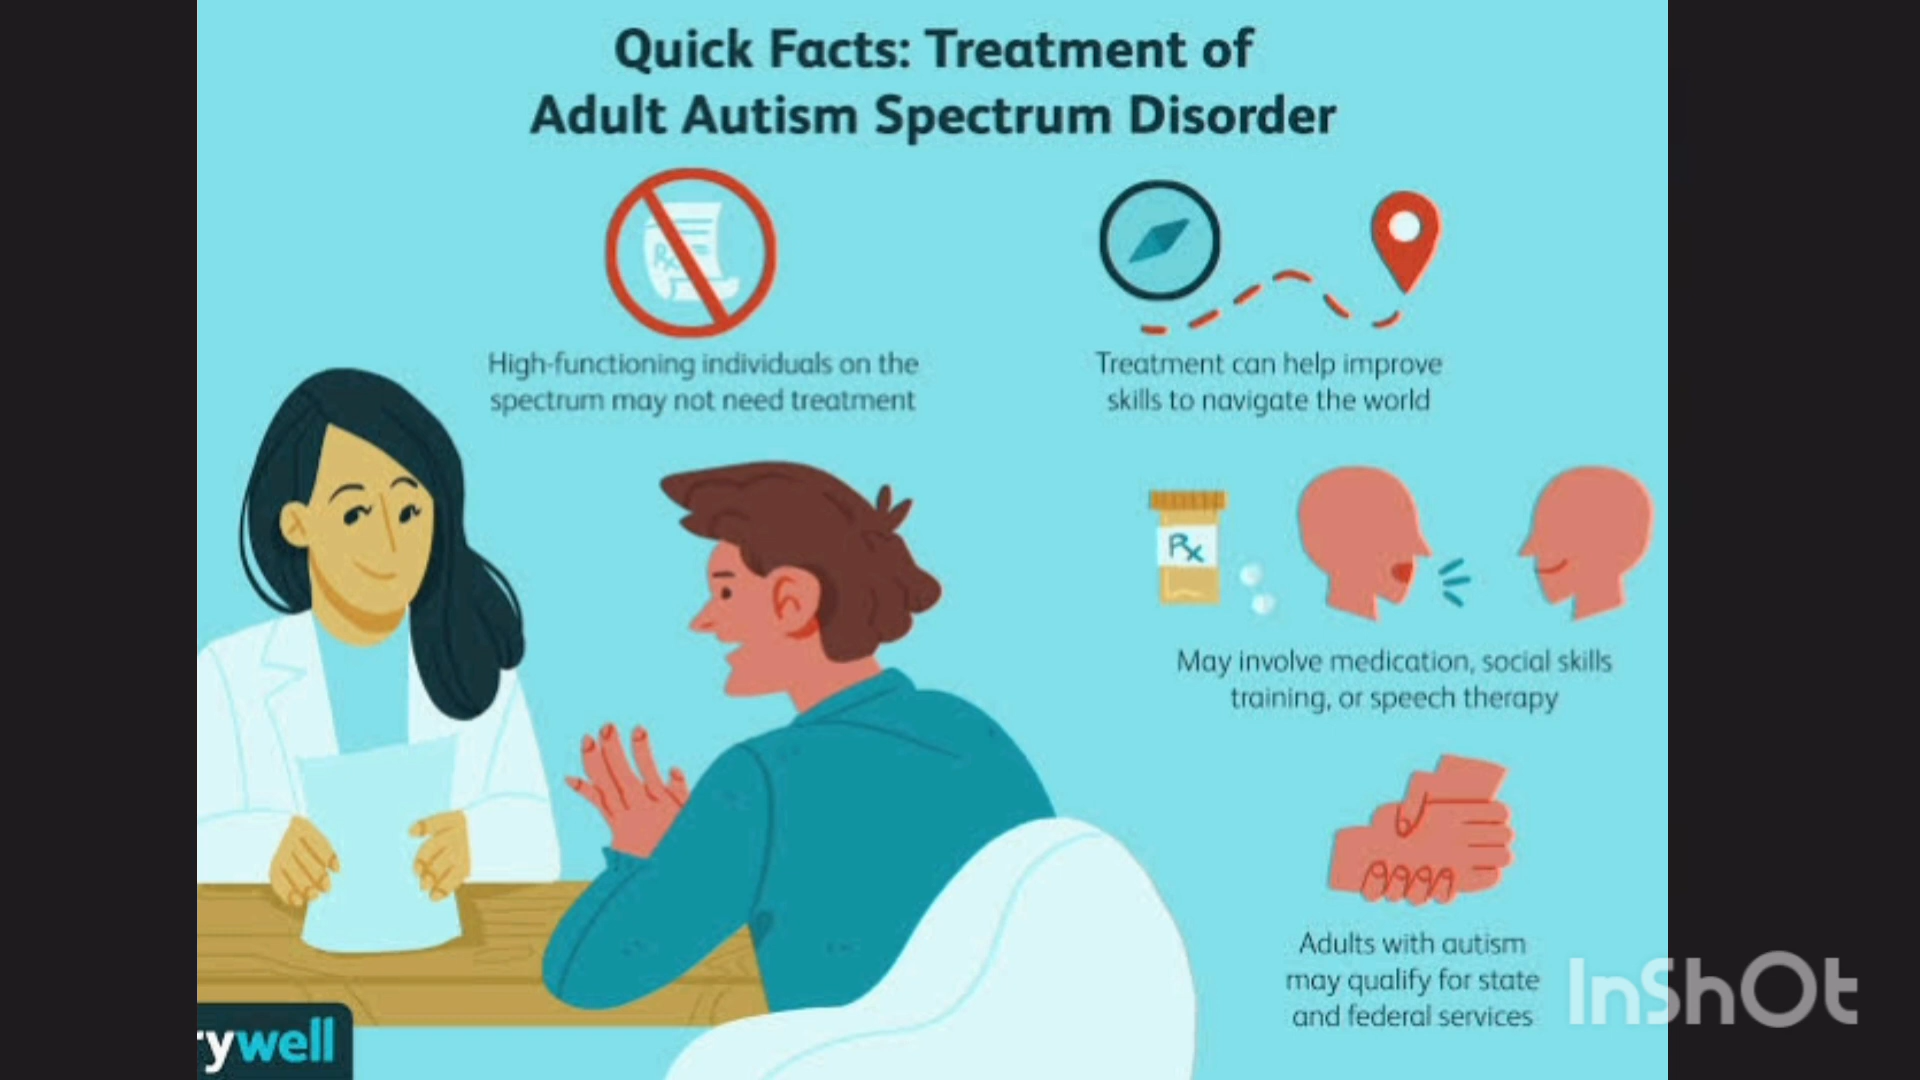 Quick Facts: Treatment of
Adult Autism Spectrum Disorder
High-functioning individuals on the
spectrum may not need treatment
Treatment can help improve
skills to navigate the world
Rx
Rx
May involve medication, social skills
training, or speech therapy
Adults with autism
may qualify for state
and federal services
InShOt
rywell